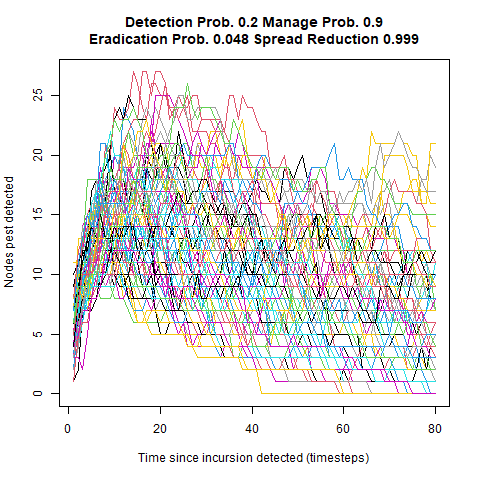 Detection Prob. 0.2 Manage Prob. 0.9
Eradication Prob. 0.048 Spread Reduction 0.999
Nodes pest detected
25
20
15
10
5
0
0 20 40 60 80
Time since incursion detected (timesteps)